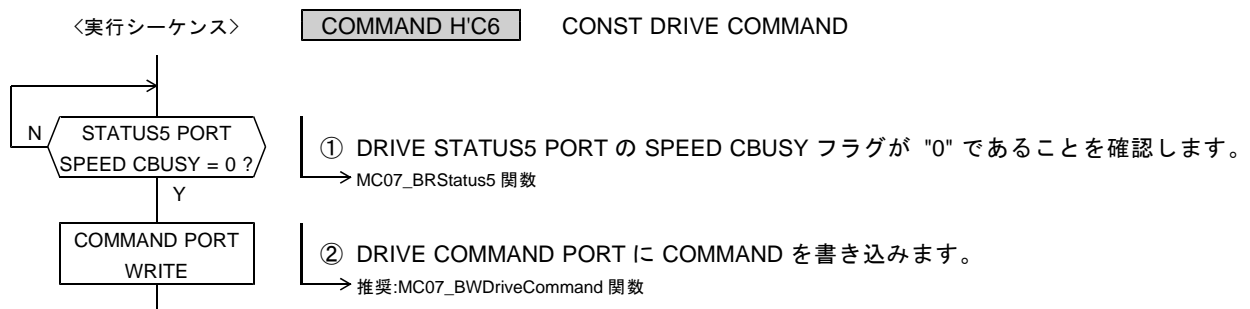 〈実行シーケンス〉 COMMAND H'C6 CONST DRIVE COMMAND
N
STATUS5 PORT
SPEED CBUSY = 0 ?
① DRIVE STATUS5 PORT の SPEED CBUSY フラグが "0" であることを確認します。
MC07_BRStatus5 関数
Y
COMMAND PORT
WRITE
② DRIVE COMMAND PORT に COMMAND を書き込みます。
推奨:MC07_BWDriveCommand 関数